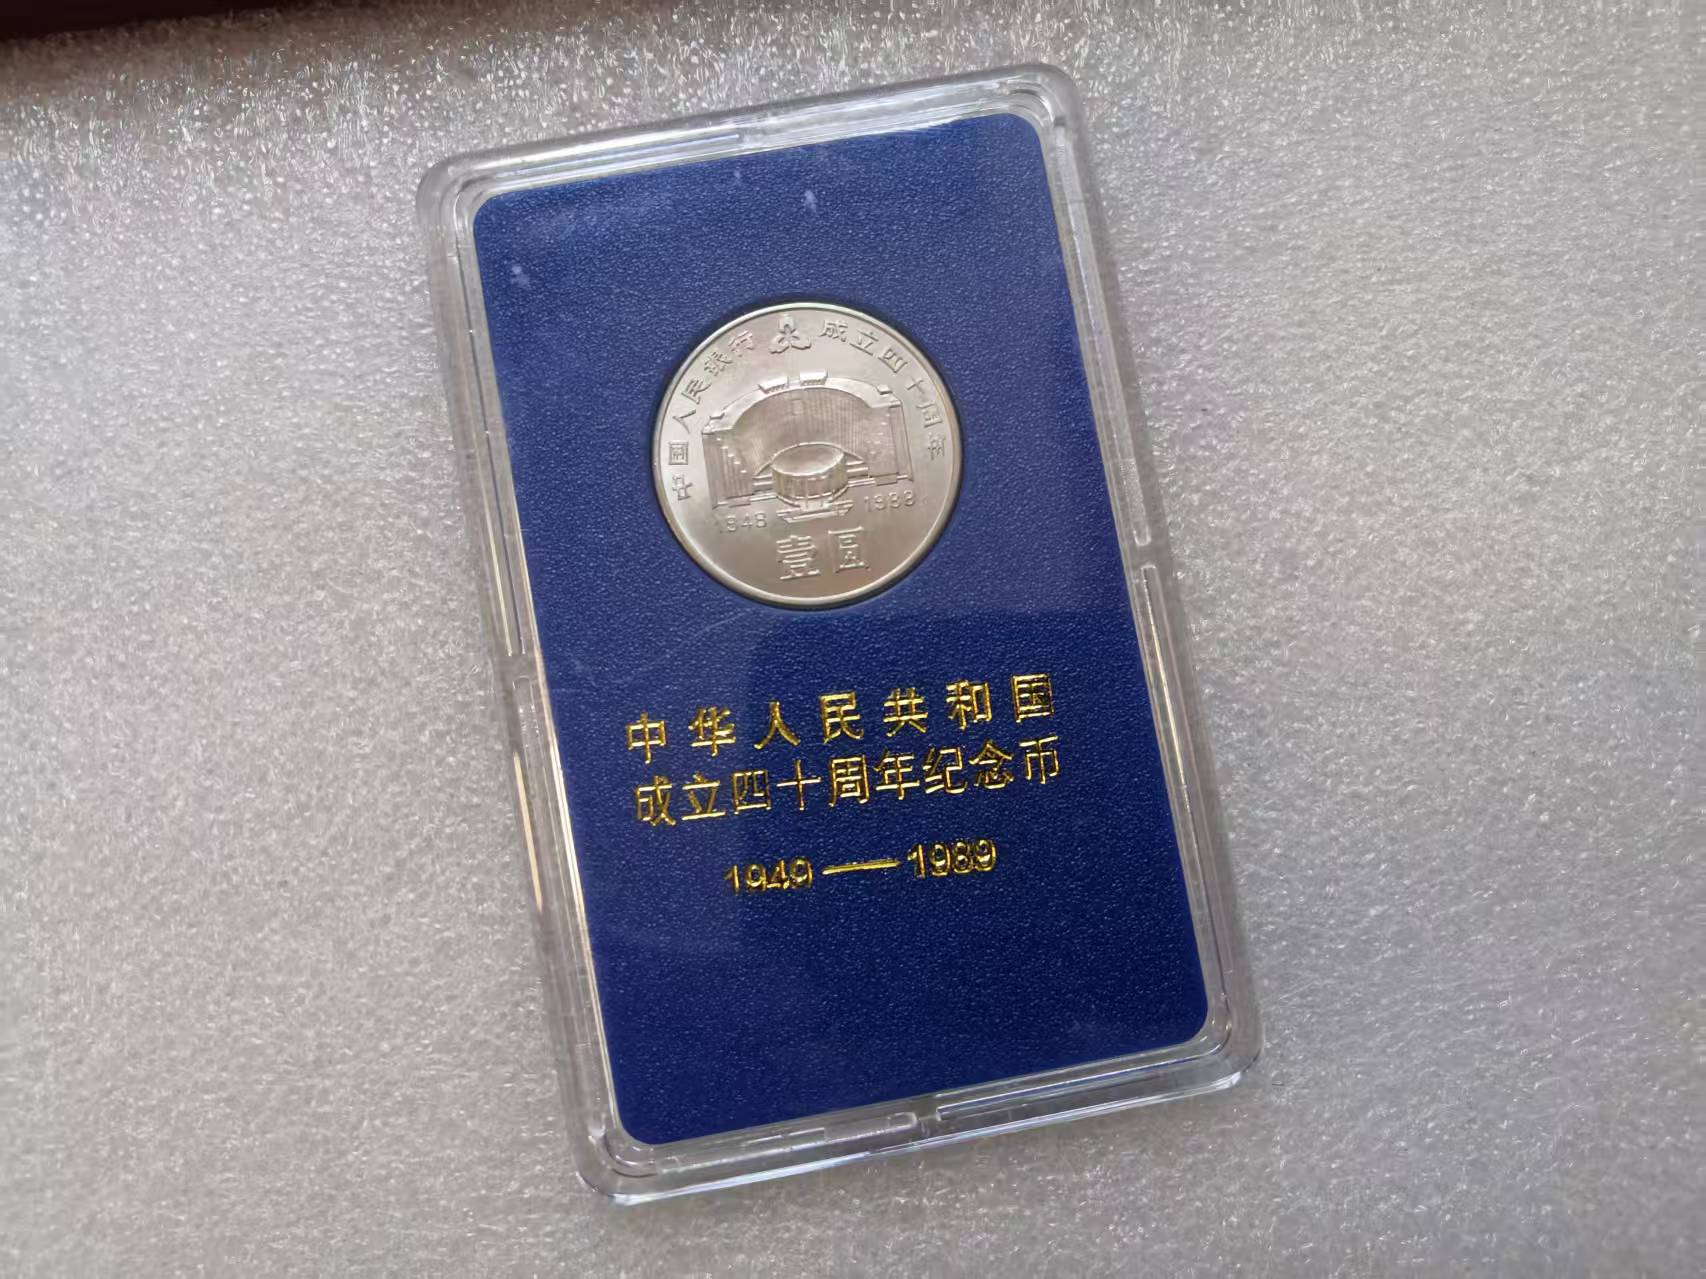 中国人民银行 成立四十周年
1948 1988
壹圆
中华人民共和国
成立四十周年纪念币
1949—1989